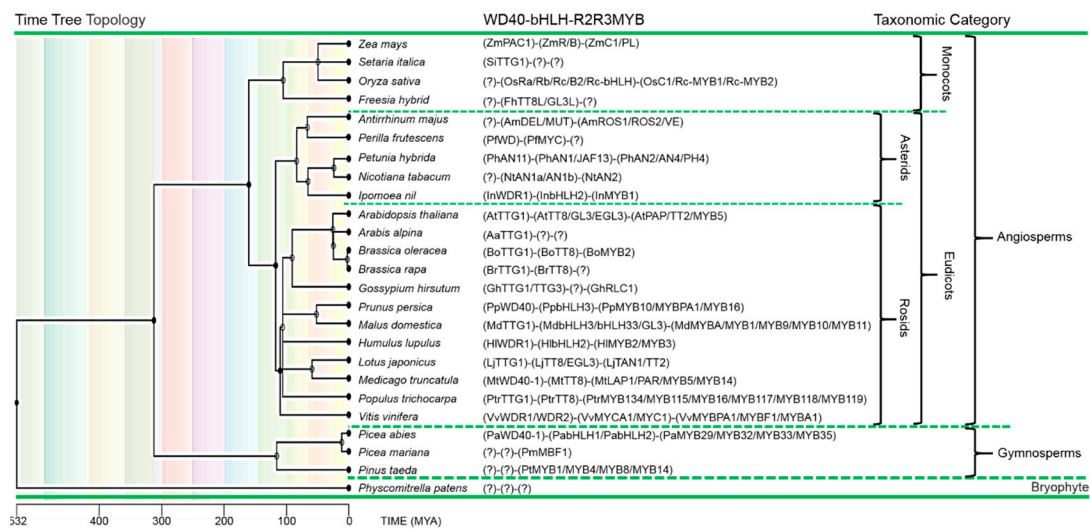 Time Tree Topology WD40-bHLH-R2R3MYB Taxonomic Category
Zea mays (ZmPAC1)-(ZmR/B)-(ZmC1/PL)
Setaria italica (SiTTG1)-(?)-(?)
Oryza sativa (?)-(OsRa/Rb/Rc/B2/Rc-bHLH)-(OsC1/Rc-MYB1/Rc-MYB2)
Freesia hybrid (?)-(FhTT8L/GL3L)-(?)
Monocots
Antirrhinum majus (?)-(AmDEL/MUT)-(AmROS1/ROS2/VE)
Perilla frutescens (PfWD)-(PfMYC)-(?)
Petunia hybrida (PhAN11)-(PhAN1/JAF13)-(PhAN2/AN4/PH4)
Nicotiana tabacum (?)-(NtAN1a/AN1b)-(NtAN2)
Ipomoea nil (InWDR1)-(InbHLH2)-(InMYB1)
Asterids
Arabidopsis thaliana (AtTTG1)-(AtTT8/GL3/EGL3)-(AtPAP/TT2/MYB5)
Arabis alpina (AaTTG1)-(?)-(?)
Brassica oleracea (BoTTG1)-(BoTT8)-(BoMYB2)
Brassica rapa (BrTTG1)-(BrTT8)-(?)
Gossypium hirsutum (GhTTG1/TTG3)-(?)-(GhRLC1)
Prunus persica (PpWD40)-(PpbHLH3)-(PpMYB10/MYBPA1/MYB16)
Malus domestica (MdTTG1)-(MdbHLH3/bHLH33/GL3)-(MdMYBA/MYB1/MYB9/MYB10/MYB11)
Humulus lupulus (HlWDR1)-(HlbHLH2)-(HlMYB2/MYB3)
Lotus japonicus (LjTTG1)-(LjTT8/EGL3)-(LjTAN1/TT2)
Medicago truncatula (MtWD40-1)-(MtTT8)-(MtLAP1/PAR/MYB5/MYB14)
Populus trichocarpa (PtrTTG1)-(PtrTT8)-(PtrMYB134/MYB115/MYB16/MYB117/MYB118/MYB119)
Vitis vinifera (VvWDR1/WDR2)-(VvMYCA1/MYC1)-(VvMYBPA1/MYBF1/MYBA1)
Rosids
Eudicots
Angiosperms
Picea abies (PaWD40-1)-(PabHLH1/PabHLH2)-(PaMYB29/MYB32/MYB33/MYB35)
Picea mariana (?)-(?)-(PmMBF1)
Pinus taeda (?)-(?)-(PtMYB1/MYB4/MYB8/MYB14)
Gymnosperms
Physcomitrella patens (?)-(?)-(?) Bryophyte
532 400 300 200 100 0 TIME (MYA)